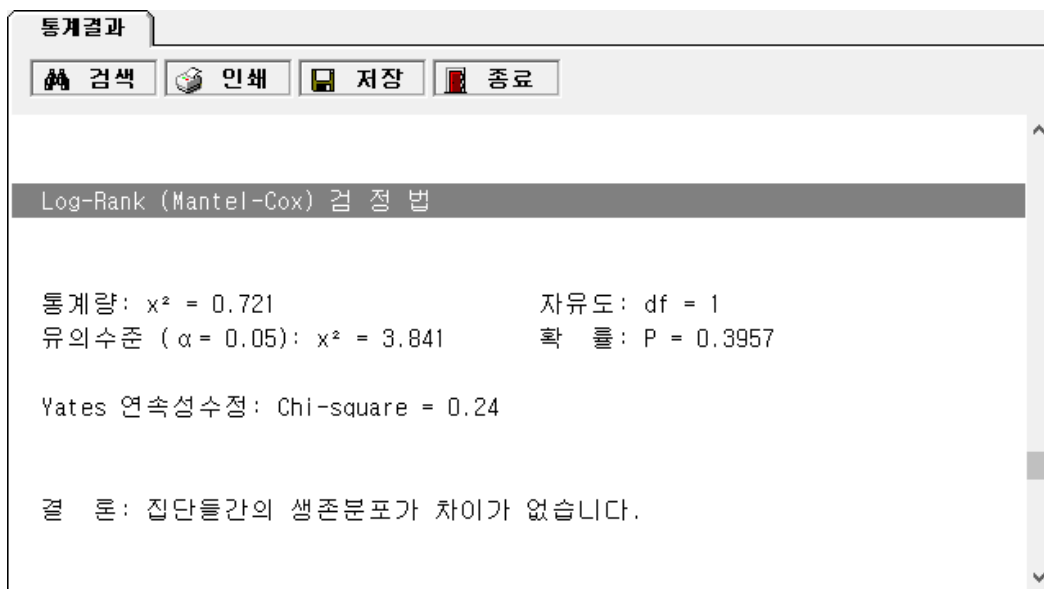 통계결과
검색 인쇄 저장 종료
Log-Rank (Mantel-Cox) 검 정 법
통계량: x² = 0.721 자유도: df = 1
유의수준 (α= 0.05): x² = 3.841 확 률: P = 0.3957
Yates 연속성수정: Chi-square = 0.24
결 론: 집단들간의 생존분포가 차이가 없습니다.